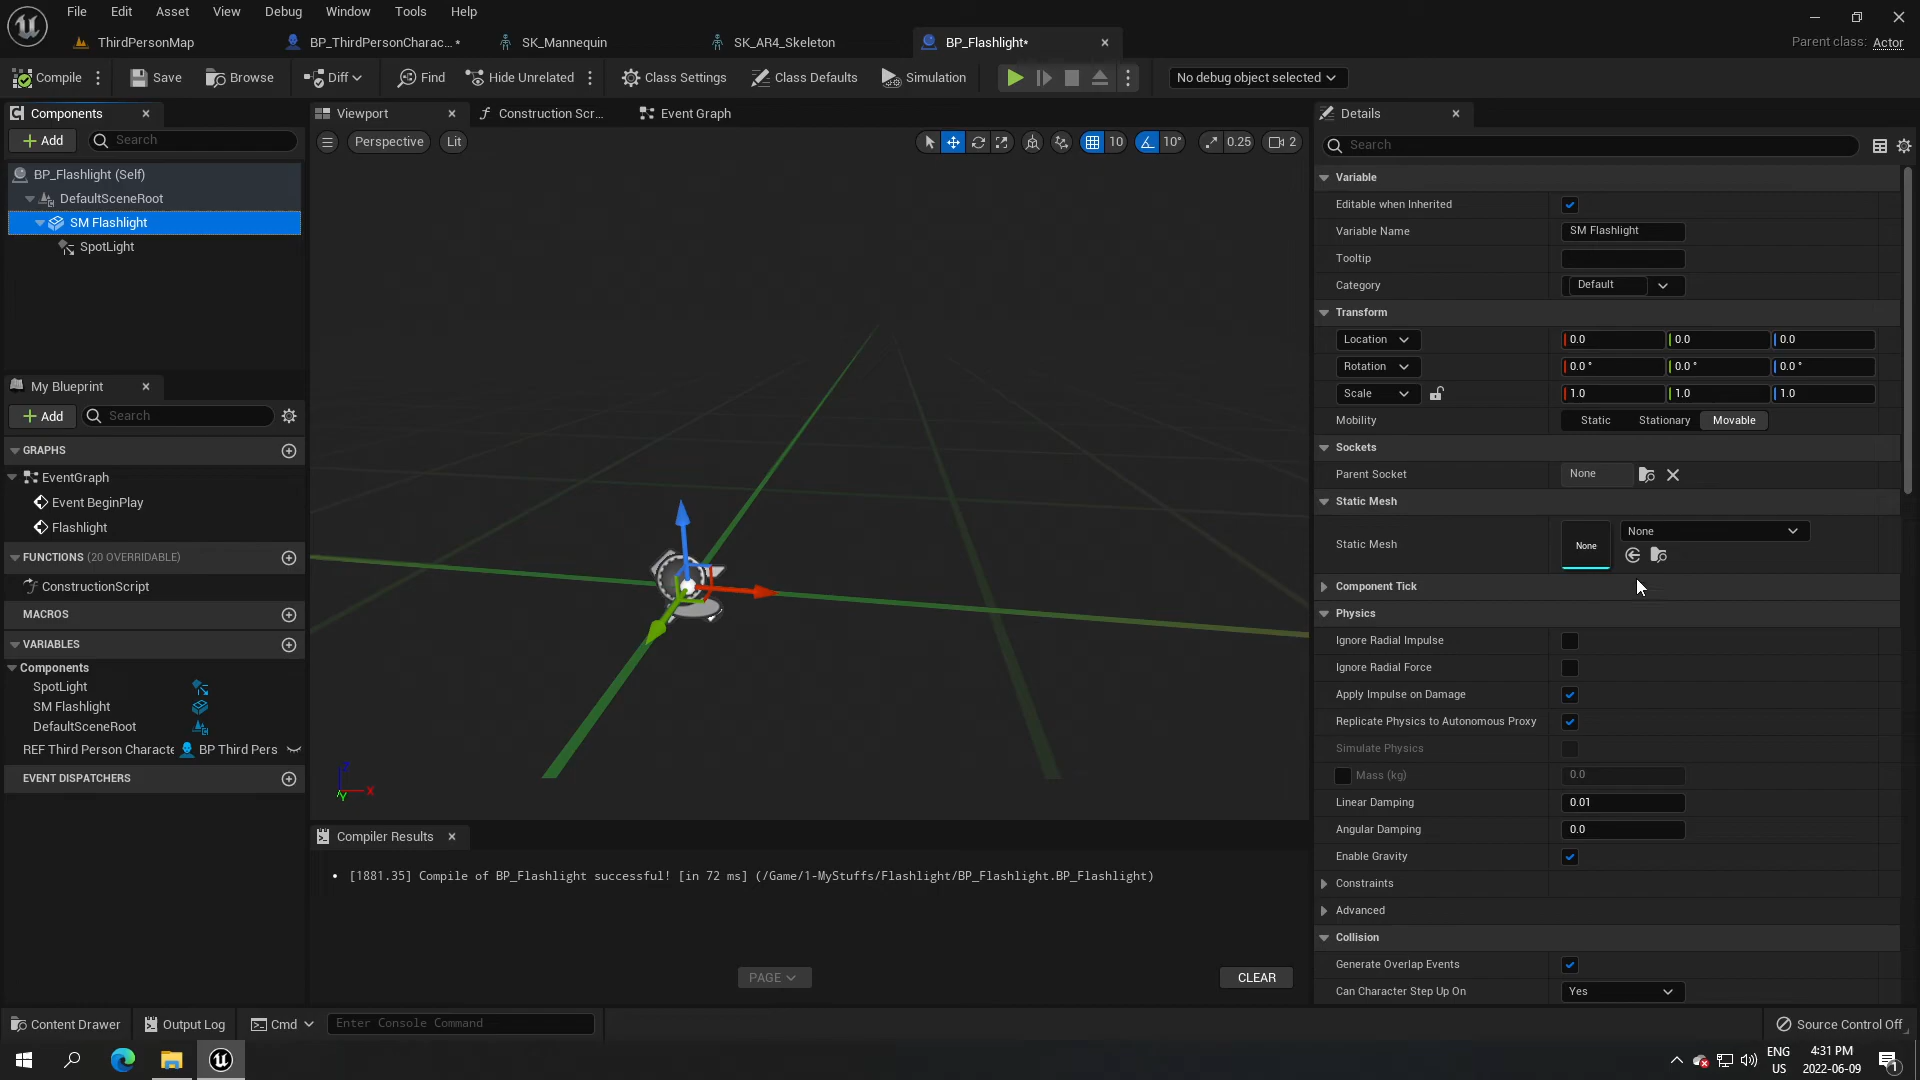 File Edit Asset View Debug Window Tools Help
ThirdPersonMap BP_ThirdPersonCharac...* SK_Mannequin SK_AR4_Skeleton BP_Flashlight* Parent class: Actor
Compile Save Browse Diff Find Hide Unrelated Class Settings Class Defaults Simulation No debug object selected
Components Viewport Construction Scr... Event Graph Details
Add Search Perspective Lit 10 10° 0.25 2 Search
BP_Flashlight (Self)
DefaultSceneRoot
SM Flashlight
SpotLight
My Blueprint
Add Search
GRAPHS
EventGraph
Event BeginPlay
Flashlight
FUNCTIONS (20 OVERRIDABLE)
ConstructionScript
MACROS
VARIABLES
Components
SpotLight
SM Flashlight
DefaultSceneRoot
REF Third Person Characte BP Third Pers
EVENT DISPATCHERS
Z
X
Y
Compiler Results
• [1881.35] Compile of BP_Flashlight successful! [in 72 ms] (/Game/1-MyStuffs/Flashlight/BP_Flashlight.BP_Flashlight)
PAGE CLEAR
Variable
Editable when Inherited
Variable Name SM Flashlight
Tooltip
Category Default
Transform
Location 0.0 0.0 0.0
Rotation 0.0 ° 0.0 ° 0.0 °
Scale 1.0 1.0 1.0
Mobility Static Stationary Movable
Sockets
Parent Socket None
Static Mesh
Static Mesh None None
Component Tick
Physics
Ignore Radial Impulse
Ignore Radial Force
Apply Impulse on Damage
Replicate Physics to Autonomous Proxy
Simulate Physics
Mass (kg) 0.0
Linear Damping 0.01
Angular Damping 0.0
Enable Gravity
Constraints
Advanced
Collision
Generate Overlap Events
Can Character Step Up On Yes
Content Drawer Output Log Cmd Enter Console Command Source Control Off
ENG US 4:31 PM 2022-06-09 1